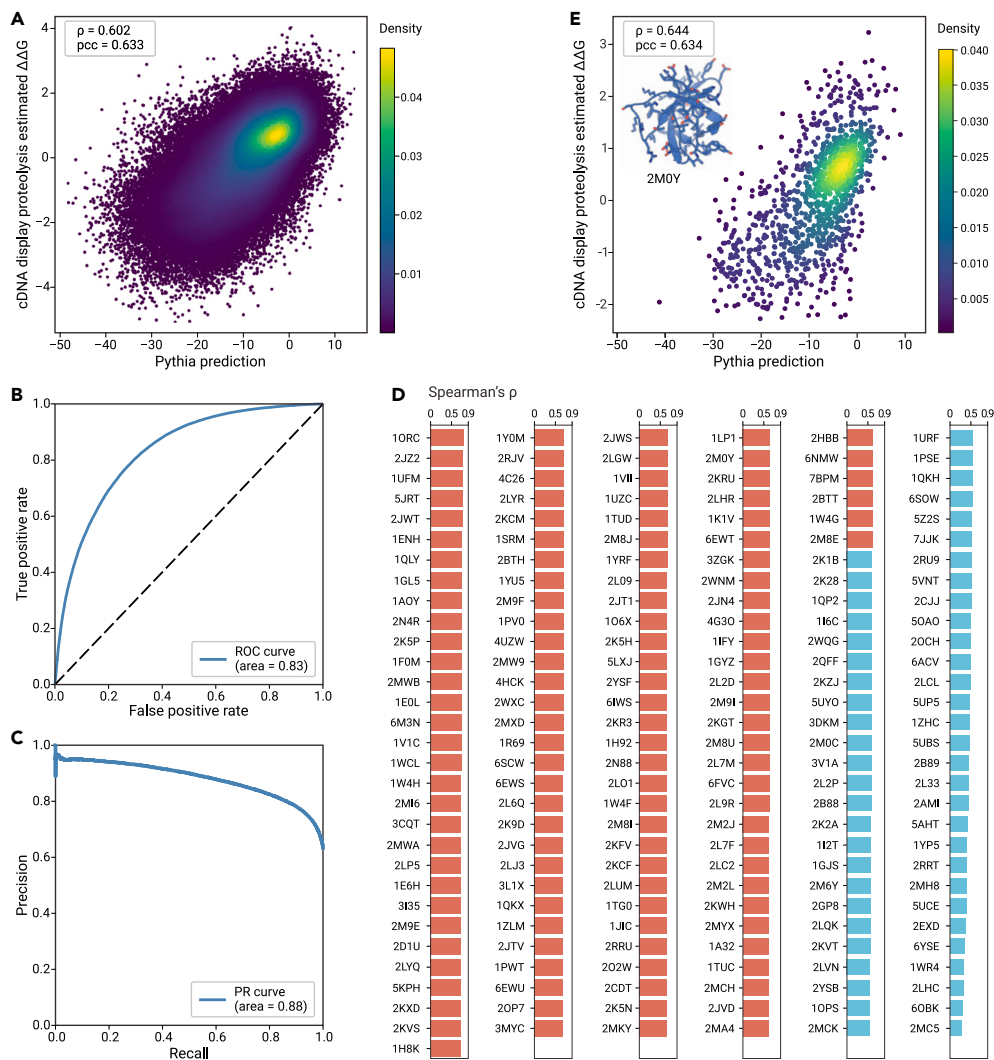 A
ρ = 0.602
pcc = 0.633
Density
cDNA display proteolysis estimated ΔΔG
4
2
0
−2
−4
−50 −40 −30 −20 −10 0 10
Pythia prediction
0.04
0.03
0.02
0.01
E
ρ = 0.644
pcc = 0.634
Density
cDNA display proteolysis estimated ΔΔG
3
2
1
0
-1
-2
2M0Y
−50 −40 −30 −20 −10 0 10
Pythia prediction
0.040
0.035
0.030
0.025
0.020
0.015
0.010
0.005
B
True positive rate
1.0
0.8
0.6
0.4
0.2
0.0
0.0 0.2 0.4 0.6 0.8 1.0
False positive rate
ROC curve
(area = 0.83)
C
Precision
1.0
0.8
0.6
0.4
0.2
0.0
0.0 0.2 0.4 0.6 0.8 1.0
Recall
PR curve
(area = 0.88)
D
Spearman's ρ
0 0.5 0.9 0 0.5 0.9 0 0.5 0.9 0 0.5 0.9 0 0.5 0.9 0 0.5 0.9
1ORC 1Y0M 2JWS 1LP1 2HBB 1URF
2JZ2 2RJV 2LGW 2M0Y 6NMW 1PSE
1UFM 4C26 1VII 2KRU 7BPM 1QKH
5JRT 2LYR 1UZC 2LHR 2BTT 6SOW
2JWT 2KCM 1TUD 1K1V 1W4G 5Z2S
1ENH 1SRM 2M8J 6EWT 2M8E 7JJK
1QLY 2BTH 1YRF 3ZGK 2K1B 2RU9
1GL5 1YU5 2L09 2WNM 2K28 5VNT
1AOY 2M9F 2JT1 2JN4 1QP2 2CJJ
2N4R 1PV0 1O6X 4G3O 1I6C 5OAO
2K5P 4UZW 2K5H 1IFY 2WQG 2OCH
1F0M 2MW9 5LXJ 1GYZ 2QFF 6ACV
2MWB 4HCK 2YSF 2L2D 2KZJ 2LCL
1E0L 2WXC 6IWS 2M9I 5UYO 5UP5
6M3N 2MXD 2KR3 2KGT 3DKM 1ZHC
1V1C 1R69 1H92 2M8U 2M0C 5UBS
1WCL 6SCW 2N88 2L7M 3V1A 2B89
1W4H 6EWS 2LO1 6FVC 2L2P 2L33
2MI6 2L6Q 1W4F 2L9R 2B88 2AMI
3CQT 2K9D 2M8I 2M2J 2K2A 5AHT
2MWA 2JVG 2KFV 2L7F 1I2T 1YP5
2LP5 2LJ3 2KCF 2LC2 1GJS 2RRT
1E6H 3L1X 2LUM 2M2L 2M6Y 2MH8
3I35 1QKX 1TG0 2KWH 2GP8 5UCE
2M9E 1ZLM 1JIC 2MYX 2LQK 2EXD
2D1U 2JTV 2RRU 1A32 2KVT 6YSE
2LYQ 1PWT 2O2W 1TUC 2LVN 1WR4
5KPH 6EWU 2CDT 2MCH 2YSB 2LHC
2KXD 2OP7 2K5N 2JVD 1OPS 6OBK
2KVS 3MYC 2MKY 2MA4 2MCK 2MC5
1H8K